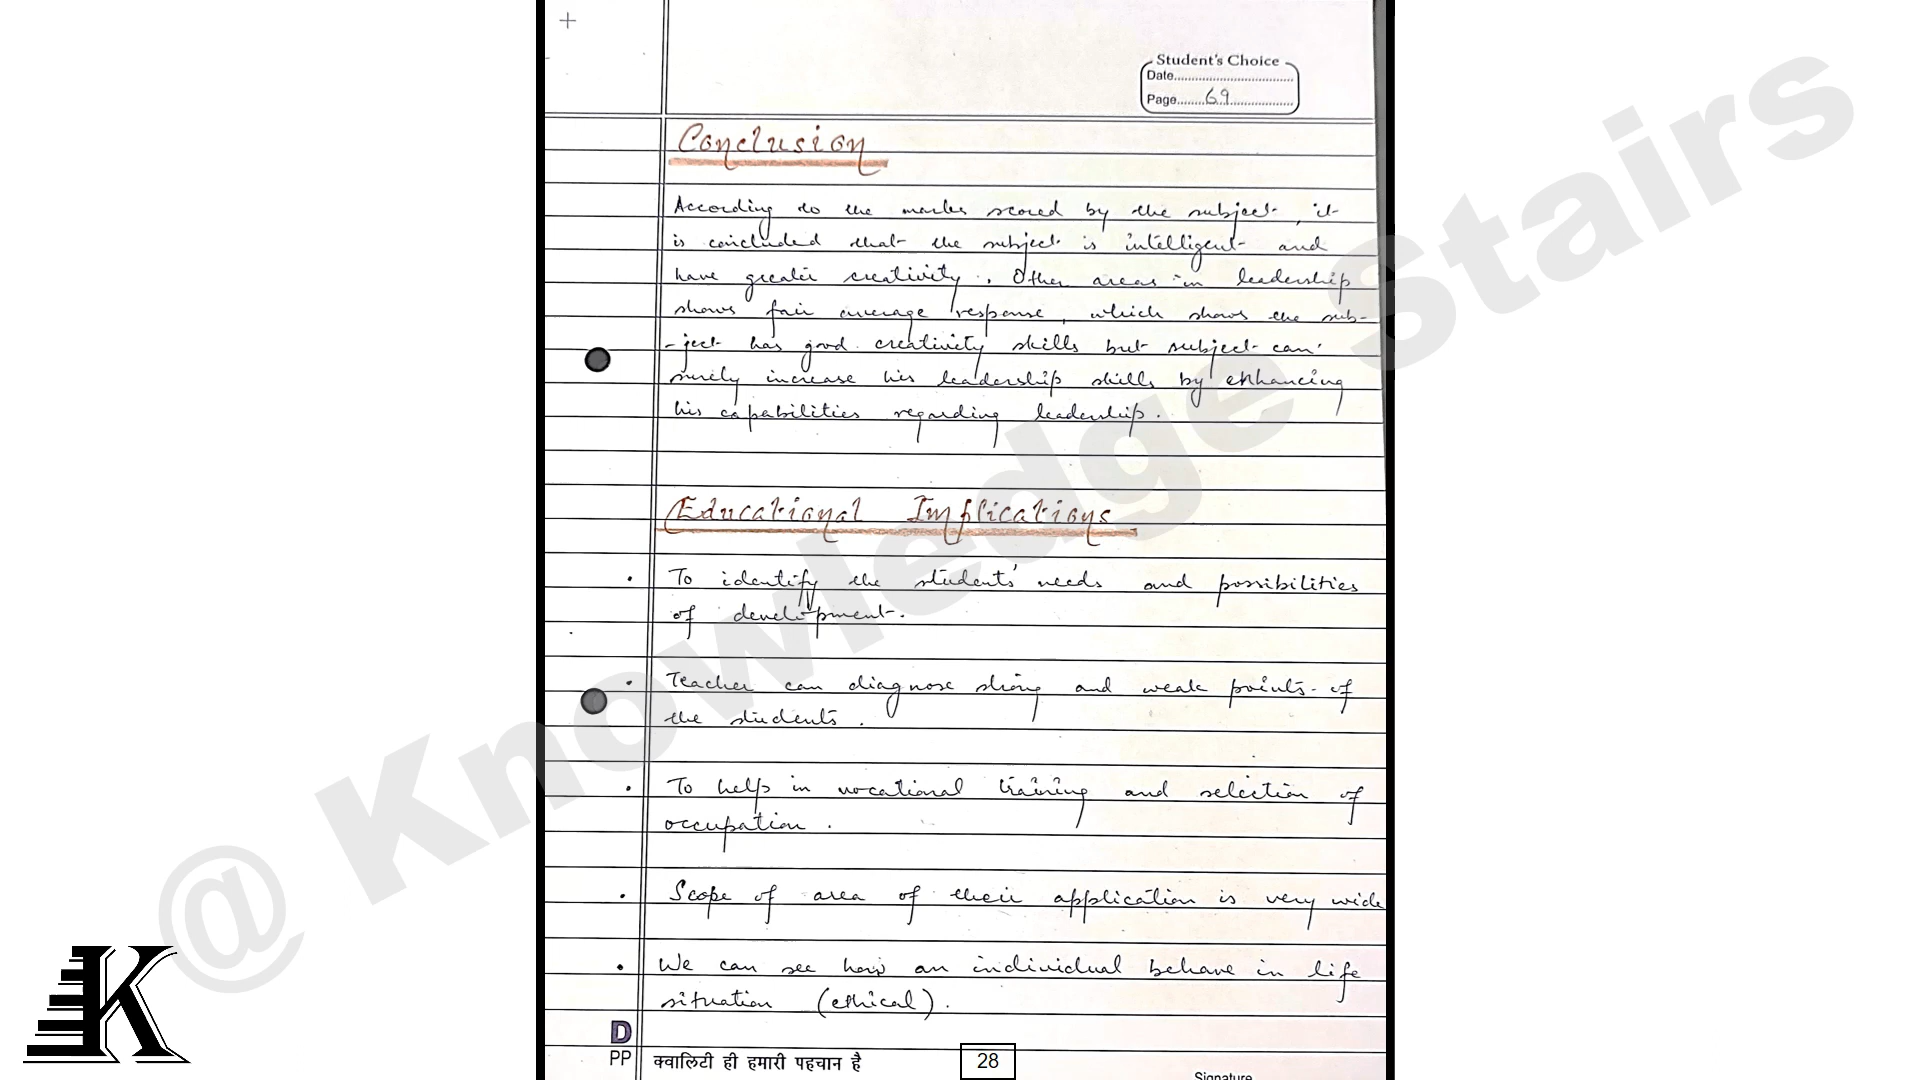 Student's Choice
Date
Page 69
Conclusion
According to the marks scored by the subject, it
is concluded that the subject is intelligent and
have greater creativity. Other areas in leadership
shows fair average response, which shows the sub-
-ject has good creativity skills but subject can
surely increase his leadership skills by enhancing
his capabilities regarding leadership.
Educational Implications
• To identify the students' needs and possibilities
of development.
• Teacher can diagnose strong and weak points of
the students.
• To help in vocational training and selection of
occupation.
• Scope of area of their application is very wide
• We can see how an individual behave in life
situation (ethical).
D
PP क्वालिटी ही हमारी पहचान है
28
Signature
@ Knowledge Stairs
K